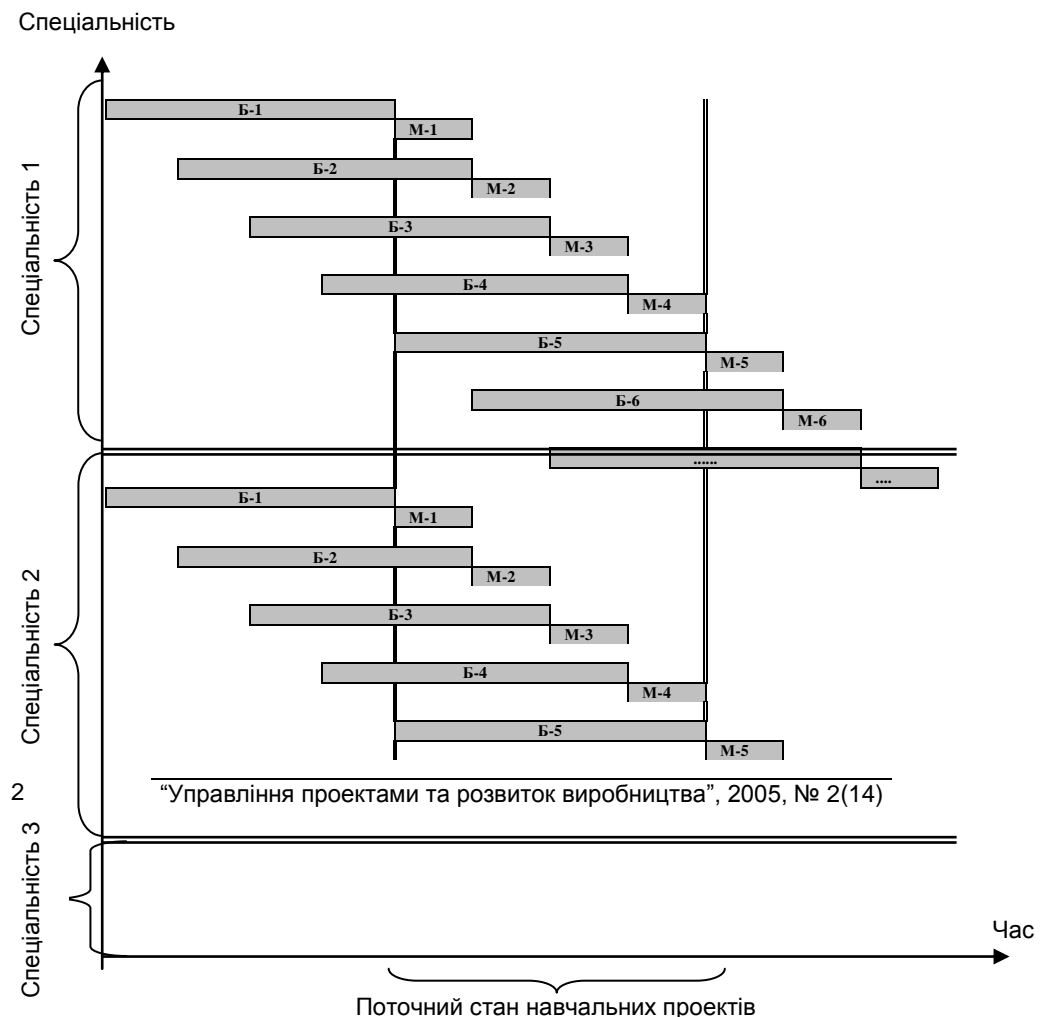 Спеціальність
Спеціальність 1
Б-1
М-1
Б-2
М-2
Б-3
М-3
Б-4
М-4
Б-5
М-5
Б-6
М-6
......
....
Спеціальність 2
Б-1
М-1
Б-2
М-2
Б-3
М-3
Б-4
М-4
Б-5
М-5
2
“Управління проектами та розвиток виробництва”, 2005, № 2(14)
Спеціальність 3
Час
Поточний стан навчальних проектів